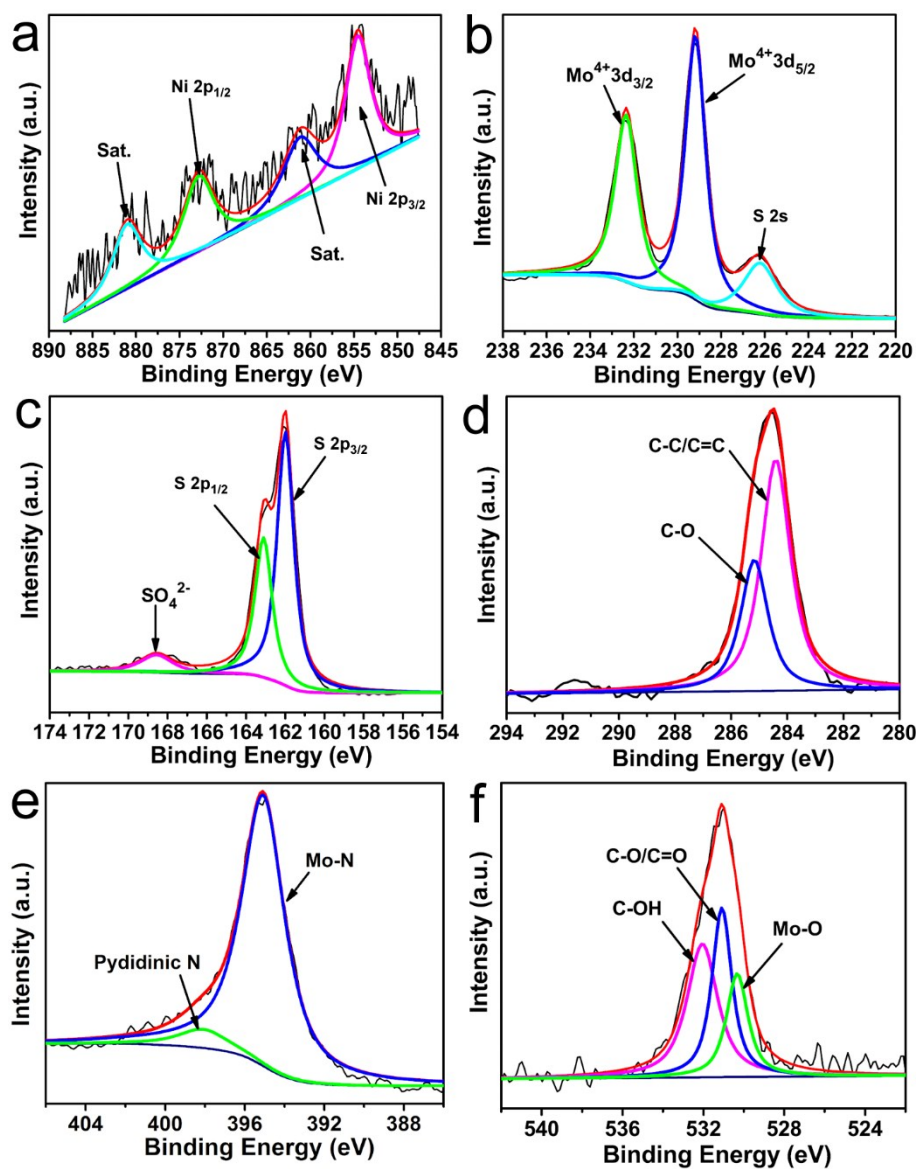 a
Intensity (a.u.)
Sat.
Ni 2p1/2
Sat.
Ni 2p3/2
890 885 880 875 870 865 860 855 850 845
Binding Energy (eV)
b
Intensity (a.u.)
Mo4+3d3/2
Mo4+3d5/2
S 2s
238 236 234 232 230 228 226 224 222 220
Binding Energy (eV)
c
Intensity (a.u.)
SO42-
S 2p1/2
S 2p3/2
174 172 170 168 166 164 162 160 158 156 154
Binding Energy (eV)
d
Intensity (a.u.)
C-C/C=C
C-O
294 292 290 288 286 284 282 280
Binding Energy (eV)
e
Intensity (a.u.)
Pydidinic N
Mo-N
404 400 396 392 388
Binding Energy (eV)
f
Intensity (a.u.)
C-O/C=O
C-OH
Mo-O
540 536 532 528 524
Binding Energy (eV)